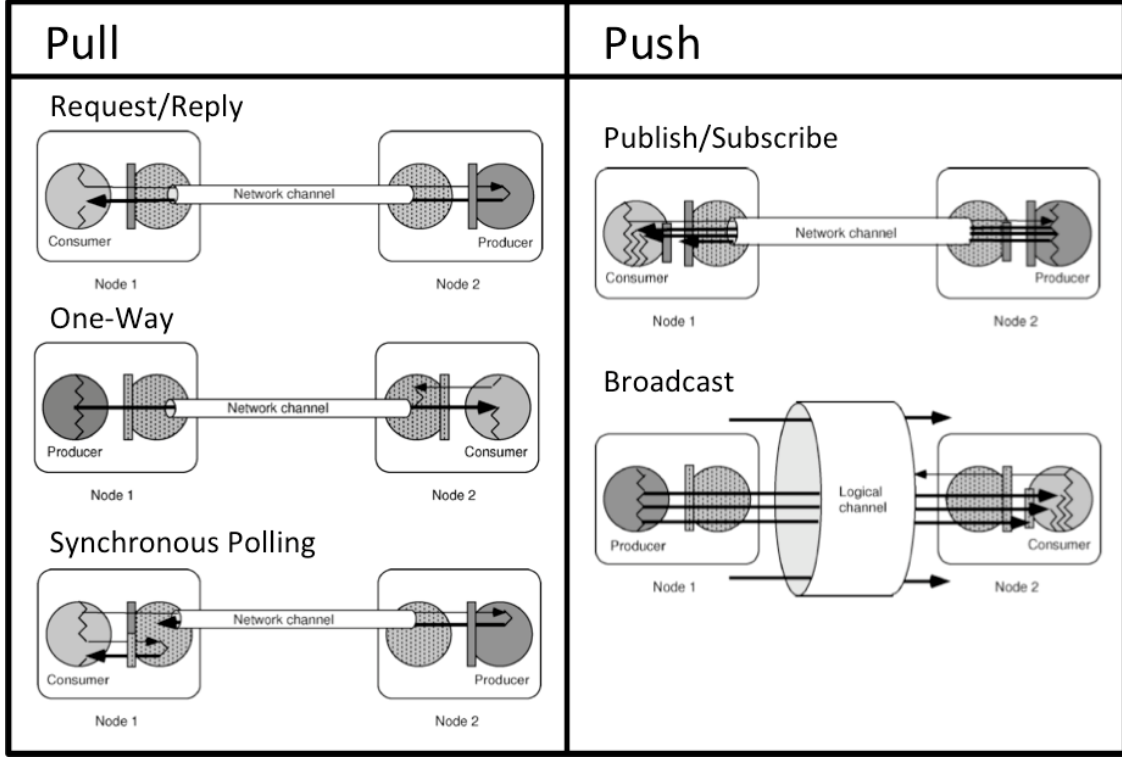 Pull
Request/Reply
Network channel
Consumer
Producer
Node 1
Node 2
One-Way
Network channel
Producer
Consumer
Node 1
Node 2
Synchronous Polling
Network channel
Consumer
Producer
Node 1
Node 2
Push
Publish/Subscribe
Network channel
Consumer
Producer
Node 1
Node 2
Broadcast
Logical
channel
Producer
Consumer
Node 1
Node 2